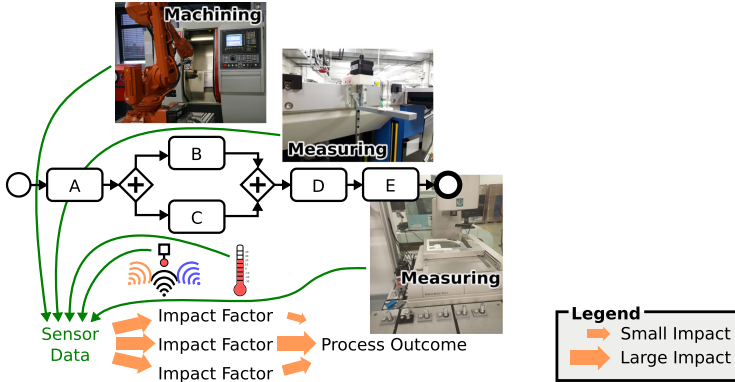 Machining
Measuring
A
B
C
D
E
Measuring
Sensor
Data
Impact Factor
Impact Factor
Impact Factor
Process Outcome
Legend
Small Impact
Large Impact